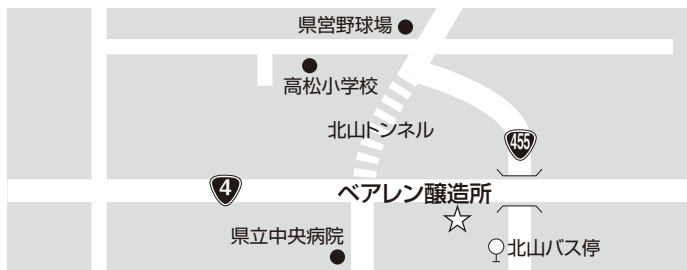 県営野球場
高松小学校
北山トンネル
455
4
ベアレン醸造所
県立中央病院
北山バス停